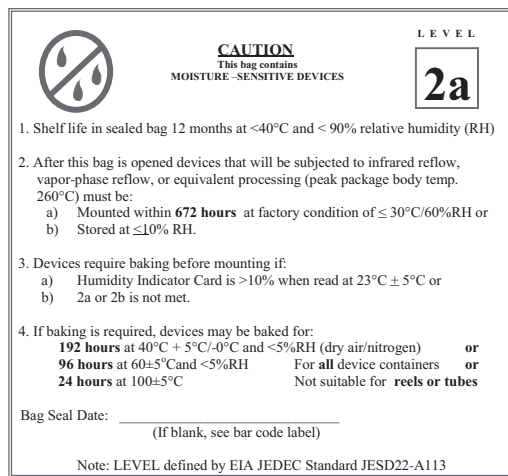 L E V E L
CAUTION
This bag contains
MOISTURE –SENSITIVE DEVICES
2a
1. Shelf life in sealed bag 12 months at <40°C and < 90% relative humidity (RH)
2. After this bag is opened devices that will be subjected to infrared reflow,
vapor-phase reflow, or equivalent processing (peak package body temp.
260°C) must be:
a) Mounted within 672 hours at factory condition of ≤ 30°C/60%RH or
b) Stored at ≤10% RH.
3. Devices require baking before mounting if:
a) Humidity Indicator Card is >10% when read at 23°C ± 5°C or
b) 2a or 2b is not met.
4. If baking is required, devices may be baked for:
192 hours at 40°C + 5°C/-0°C and <5%RH (dry air/nitrogen) or
96 hours at 60±5°Cand <5%RH For all device containers or
24 hours at 100±5°C Not suitable for reels or tubes
Bag Seal Date: ______________________________
(If blank, see bar code label)
Note: LEVEL defined by EIA JEDEC Standard JESD22-A113